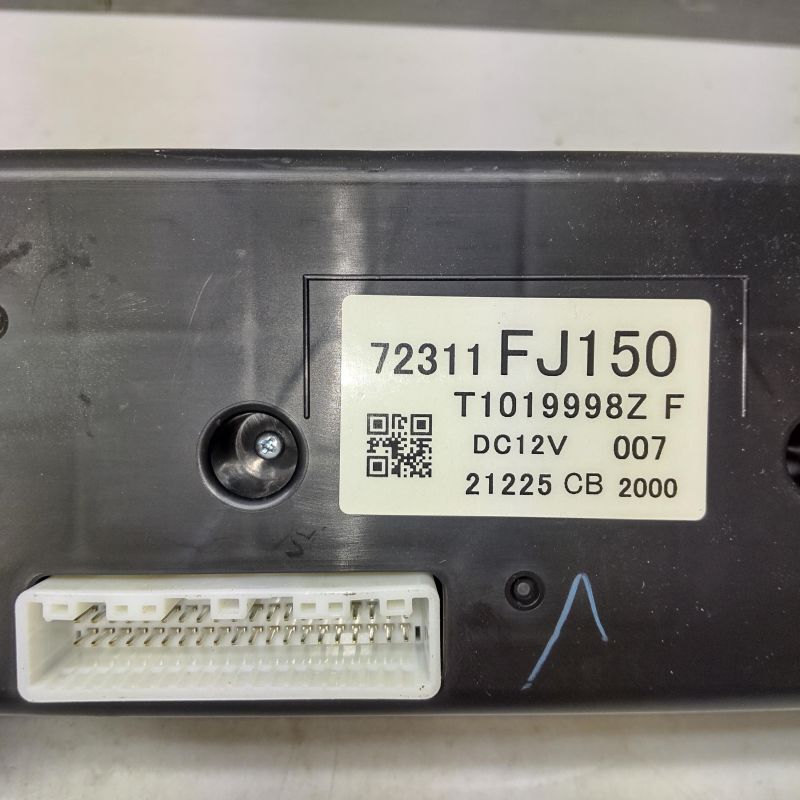 72311 FJ150
T1019998Z F
DC12V 007
21225 CB 2000